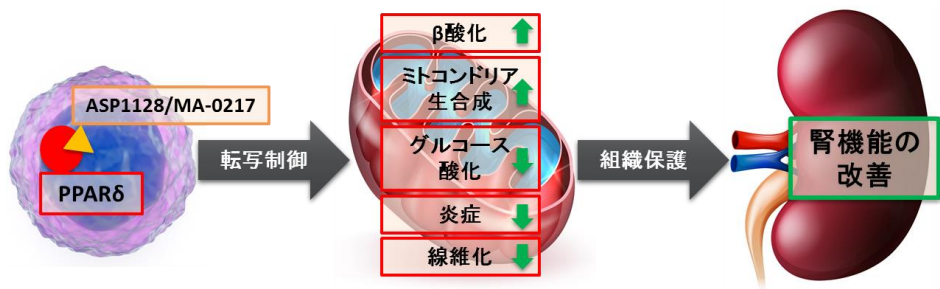 ASP1128/MA-0217
PPARδ
転写制御
β酸化
ミトコンドリア
生合成
グルコース
酸化
炎症
線維化
組織保護
腎機能の
改善